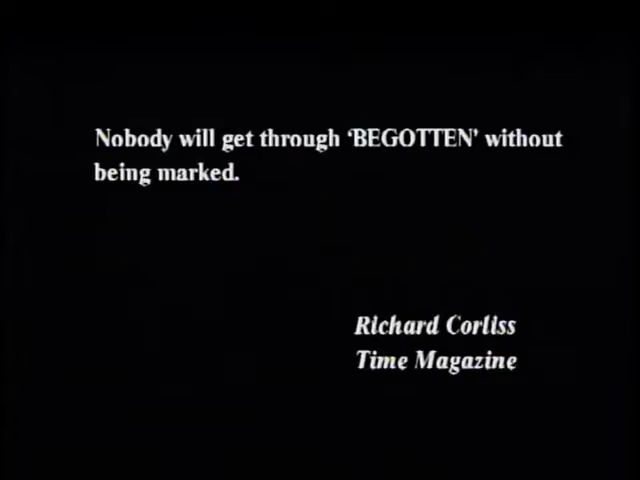 Nobody will get through ‘BEGOTTEN’ without
being marked.
Richard Corliss
Time Magazine